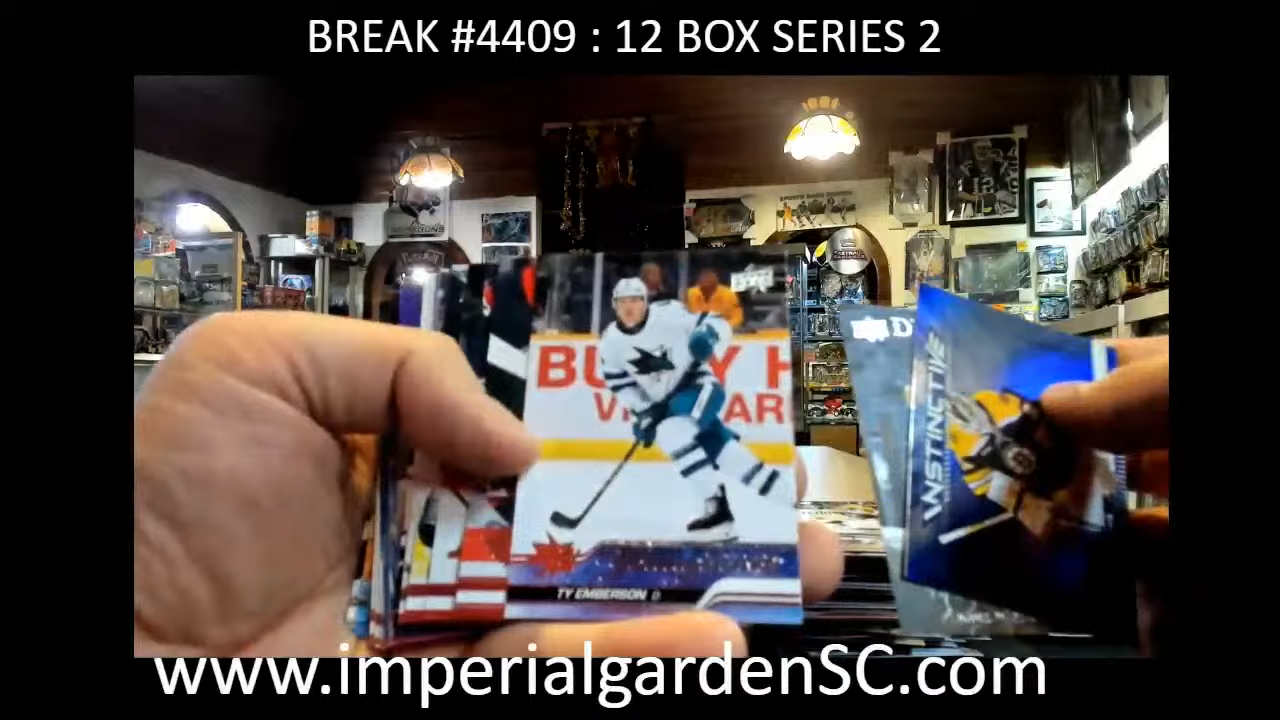 BREAK #4409 : 12 BOX SERIES 2
INSTINCTIVE
TY EMBERSON D
www.imperialgardenSC.com